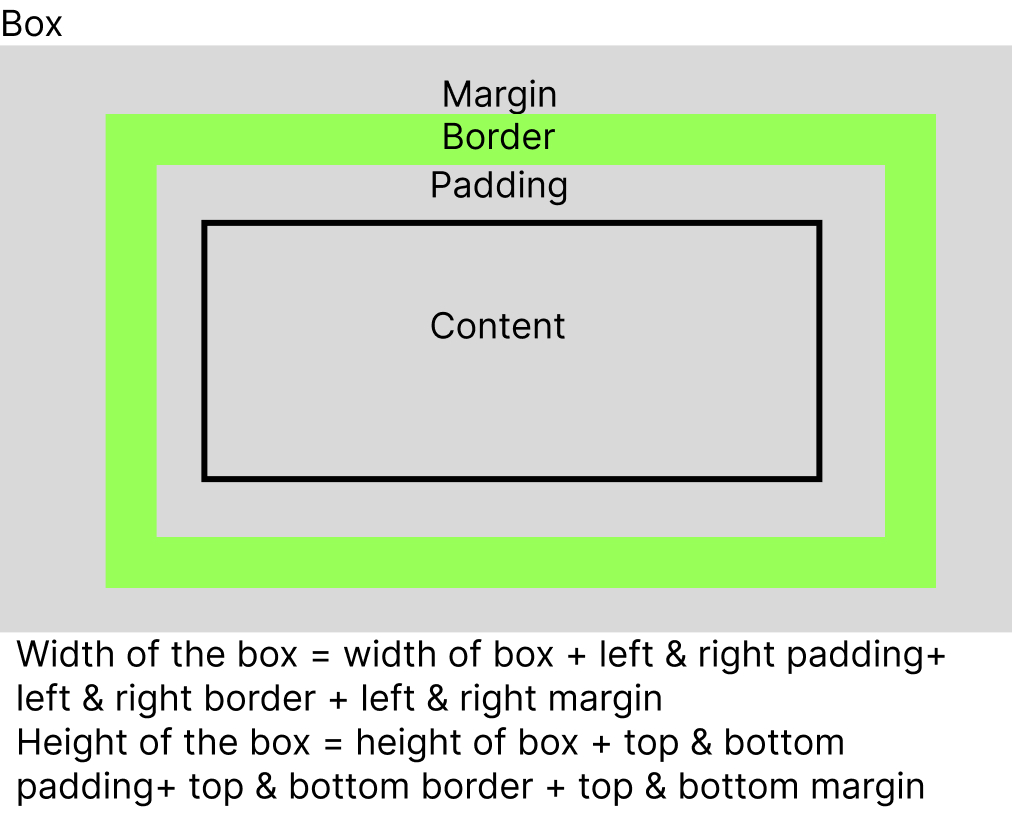 Box
Margin
Border
Padding
Content
Width of the box = width of box + left & right padding+
left & right border + left & right margin
Height of the box = height of box + top & bottom
padding+ top & bottom border + top & bottom margin